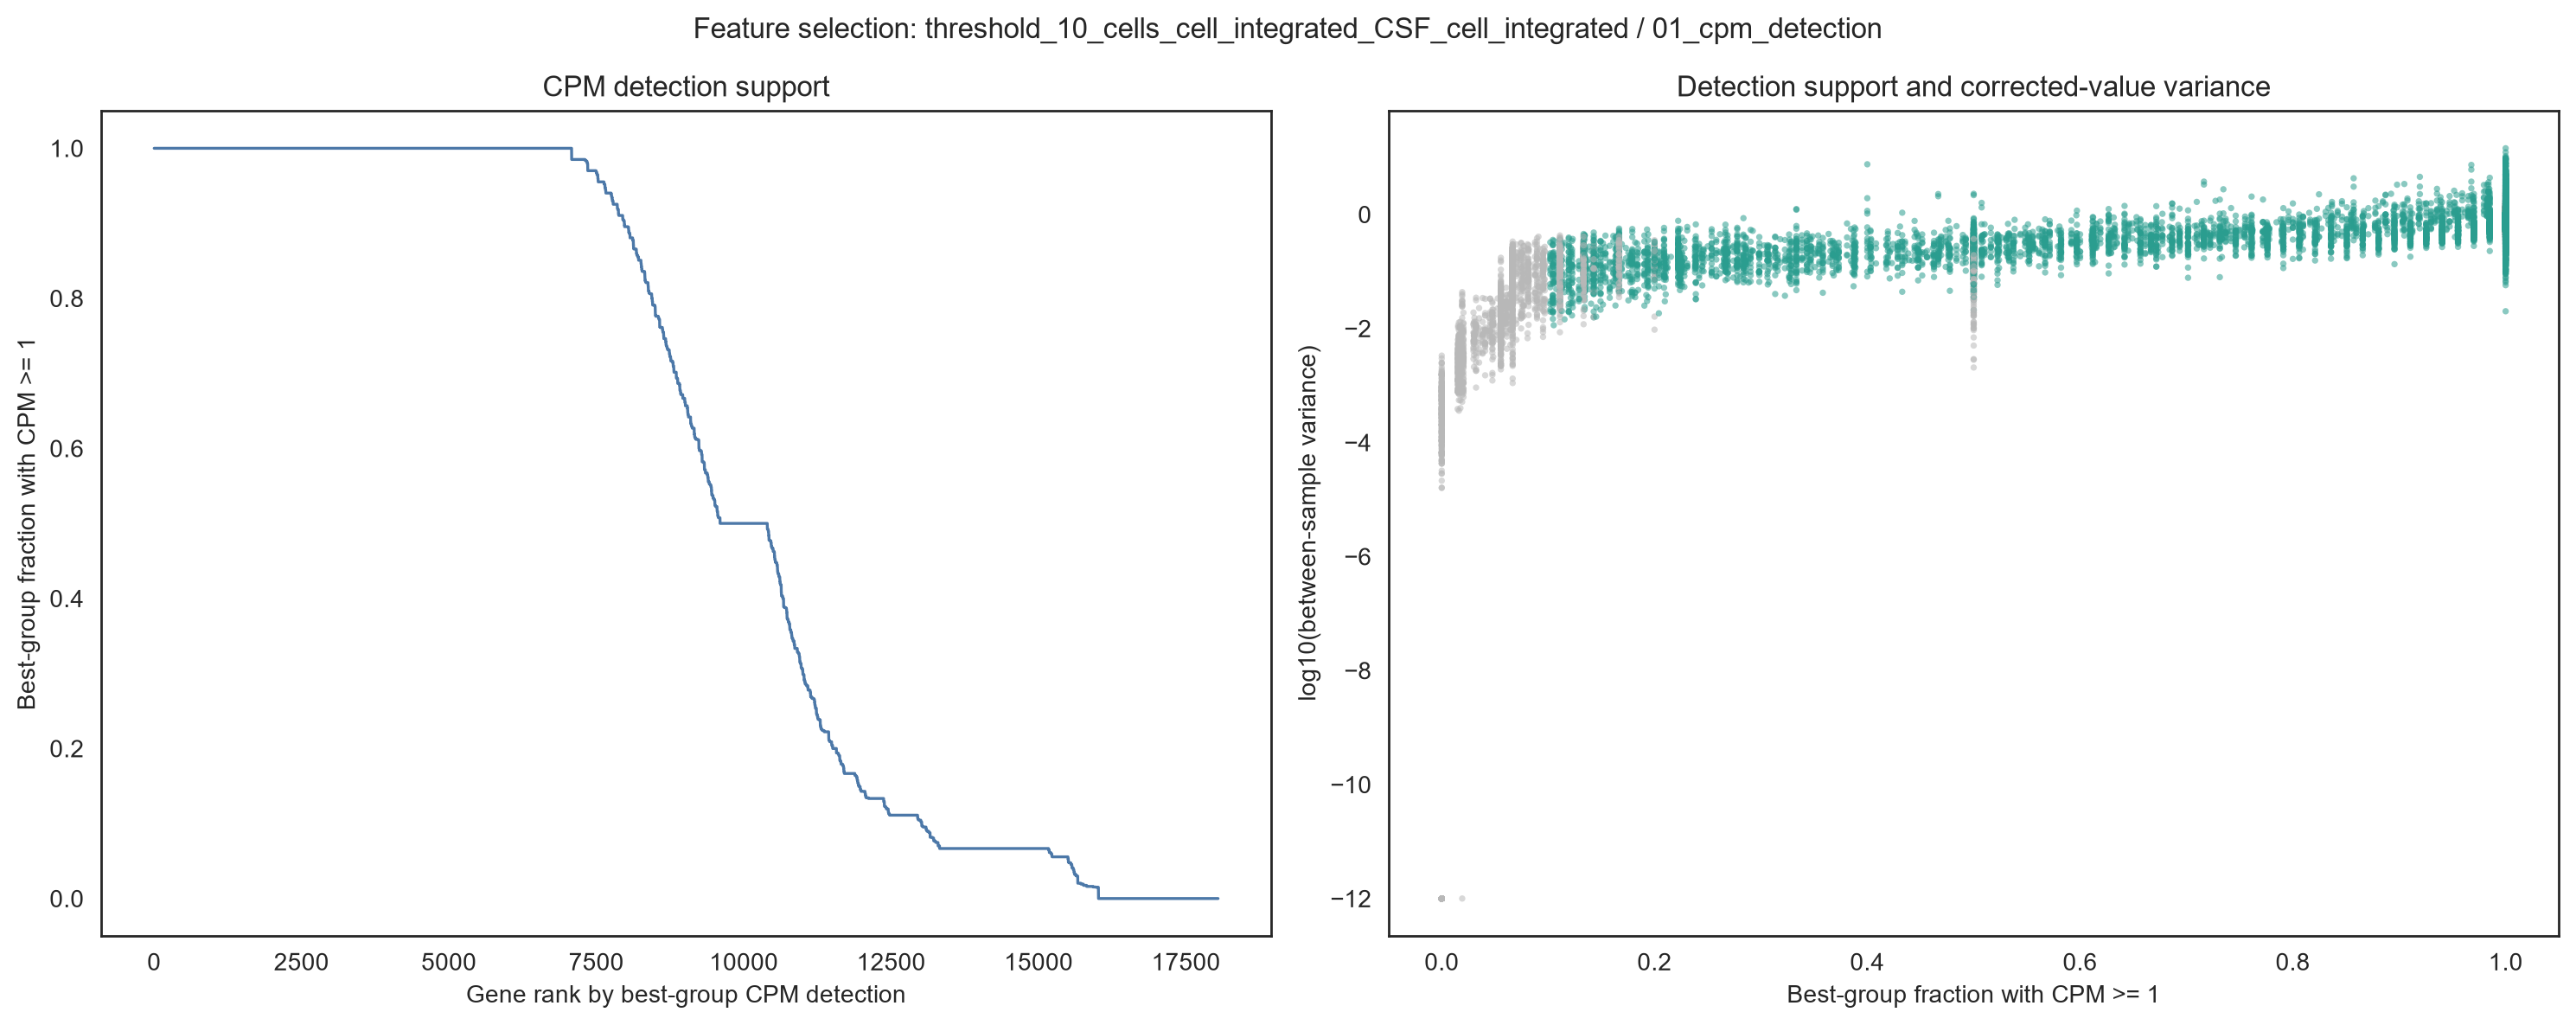 Feature selection: threshold_10_cells_cell_integrated_CSF_cell_integrated / 01_cpm_detection
CPM detection support
Best-group fraction with CPM >= 1
1.0
0.8
0.6
0.4
0.2
0.0
0 2500 5000 7500 10000 12500 15000 17500
Gene rank by best-group CPM detection
Detection support and corrected-value variance
log10(between-sample variance)
0
−2
−4
−6
−8
−10
−12
0.0 0.2 0.4 0.6 0.8 1.0
Best-group fraction with CPM >= 1